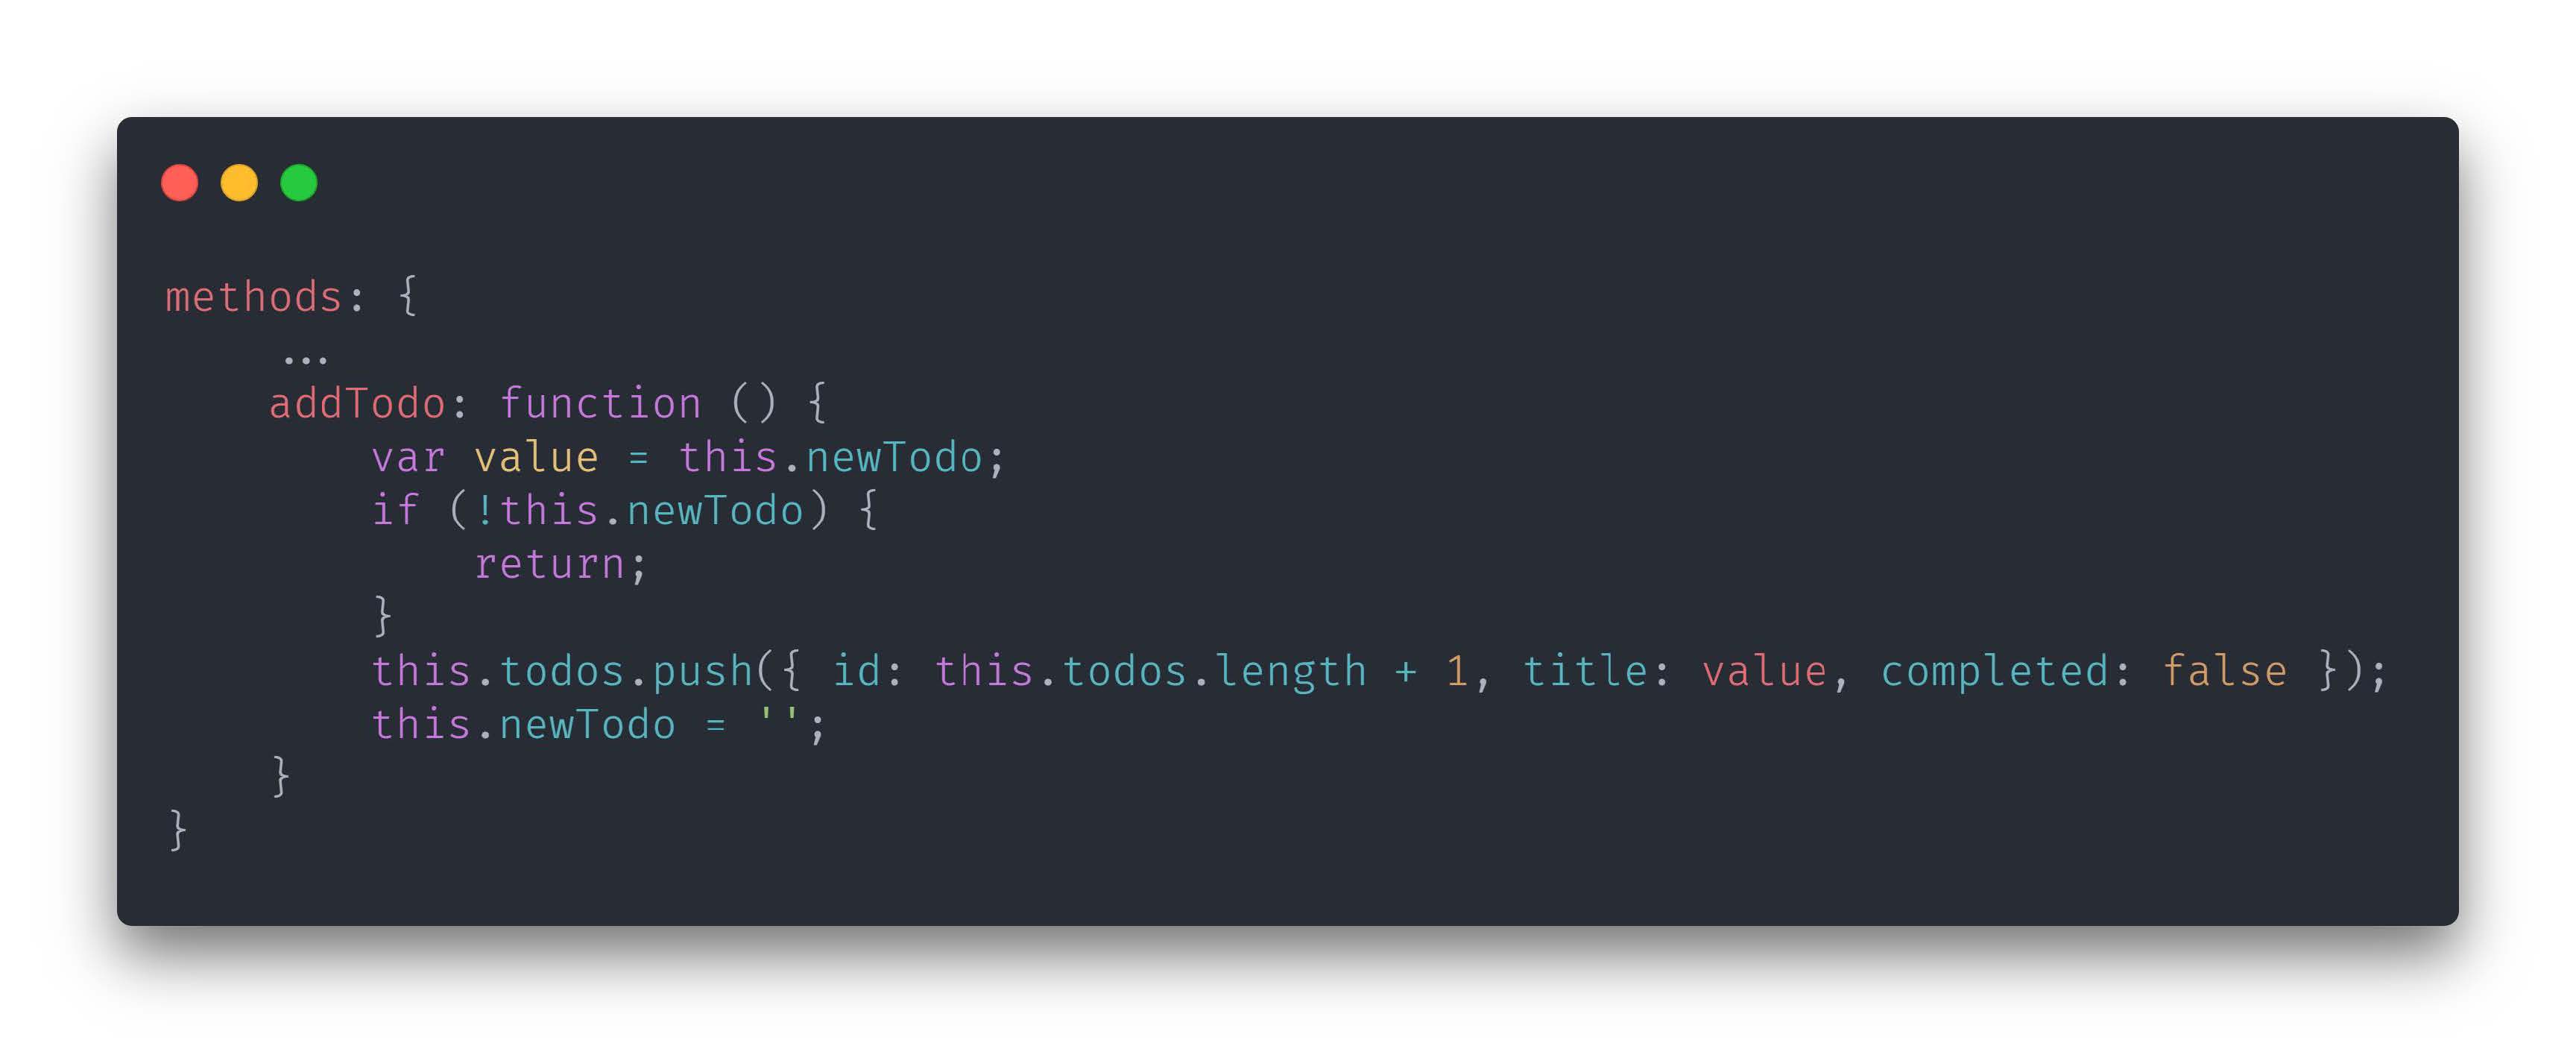 methods: {
     ...
    addTodo: function () {
        var value = this.newTodo;
        if (!this.newTodo) {
            return;
        }
        this.todos.push({ id: this.todos.length + 1, title: value, completed: false });
        this.newTodo = '';
    }
}